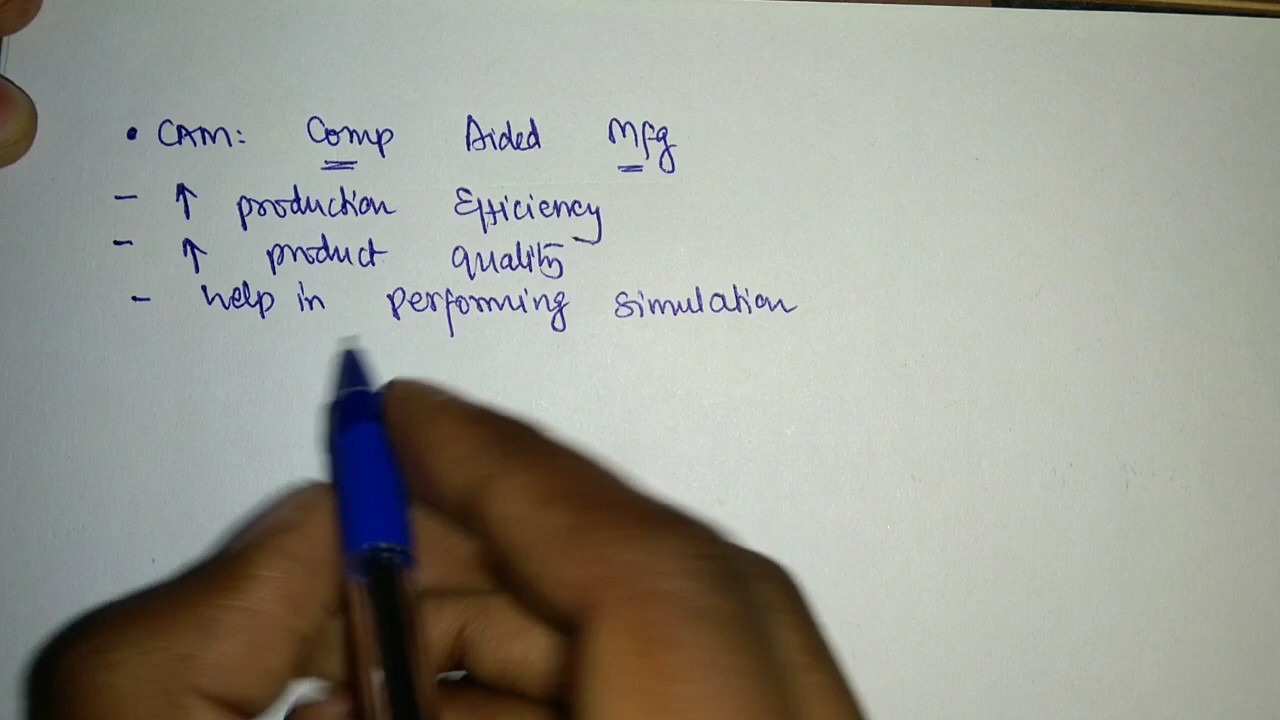 • CAM: Comp Aided Mfg
- ↑ production Efficiency
- ↑ product quality
- help in performing simulation